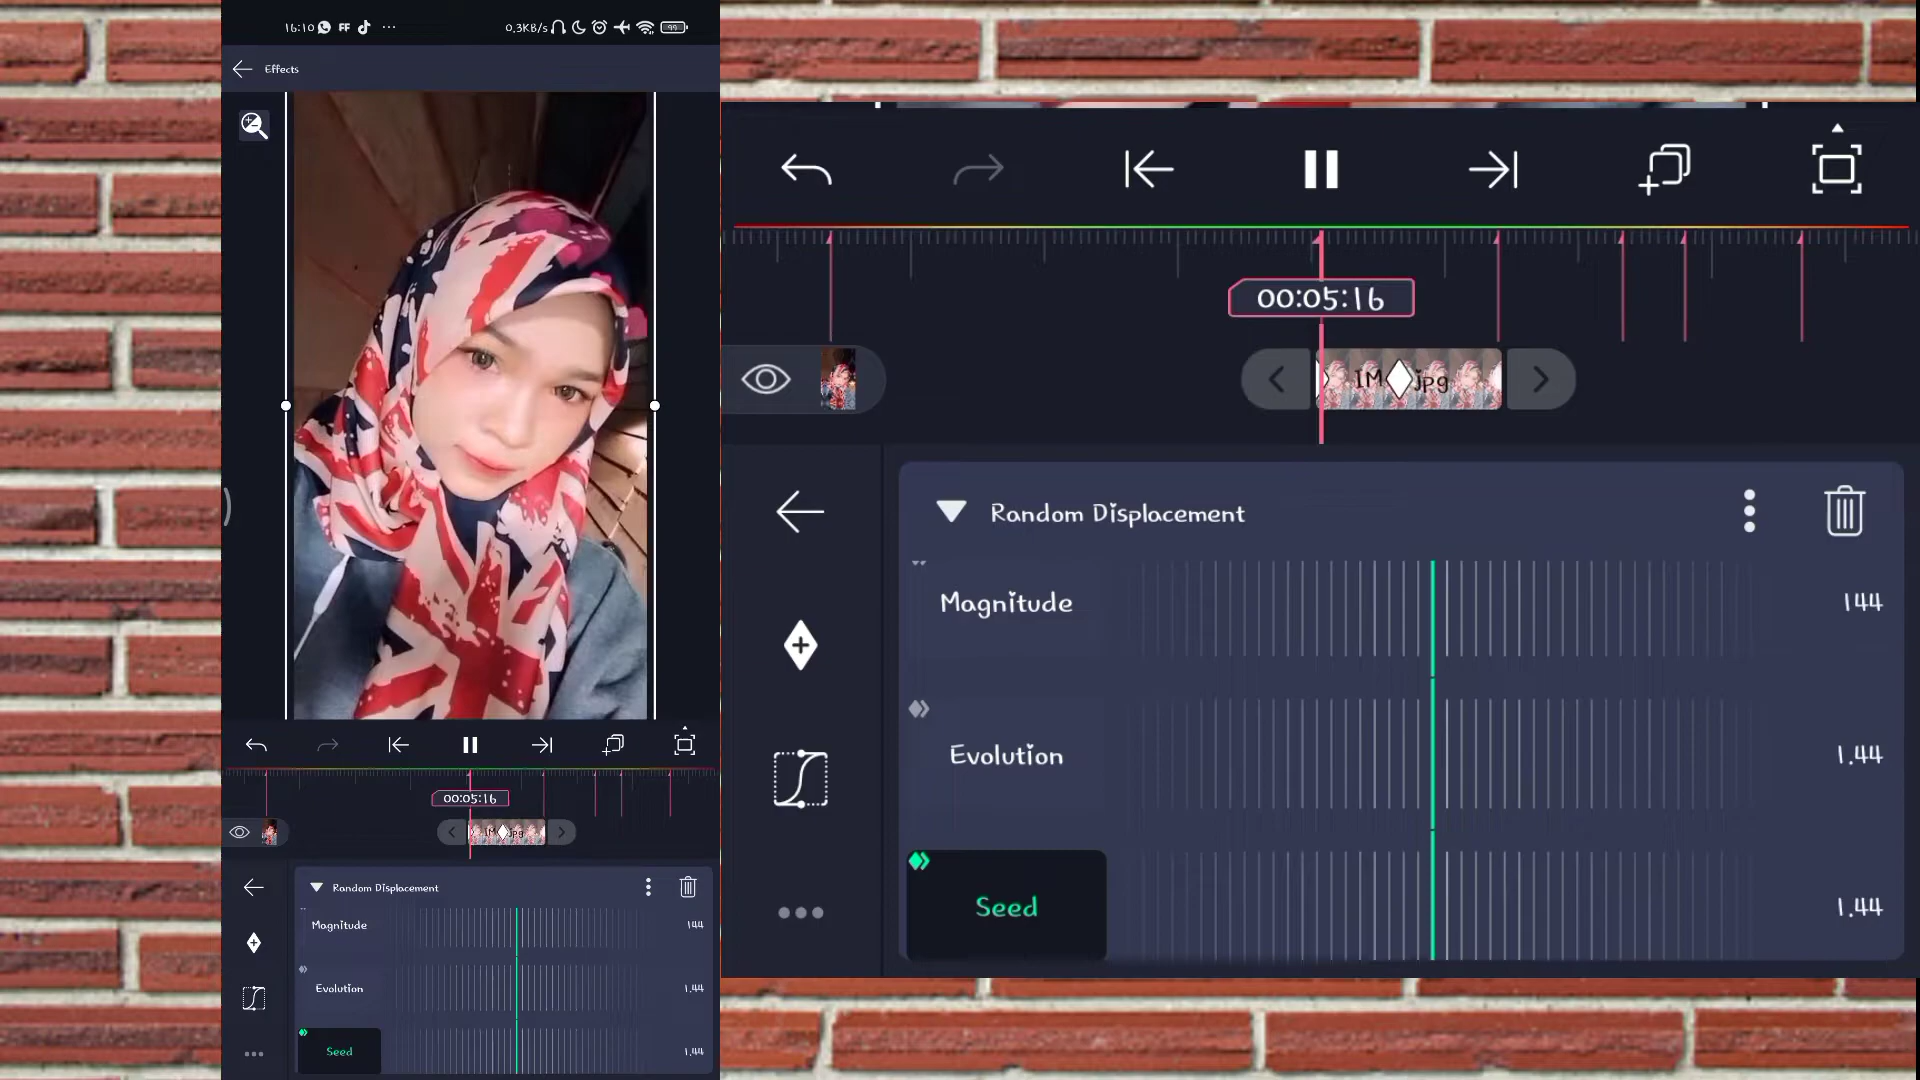 16:10 FF ... 0.3KB/s 99
Effects
00:05:16
IM jpg
Random Displacement
Magnitude 144
Evolution 1.44
Seed 1.44
00:05:16
IM jpg
Random Displacement
Magnitude 144
Evolution 1.44
Seed 1.44